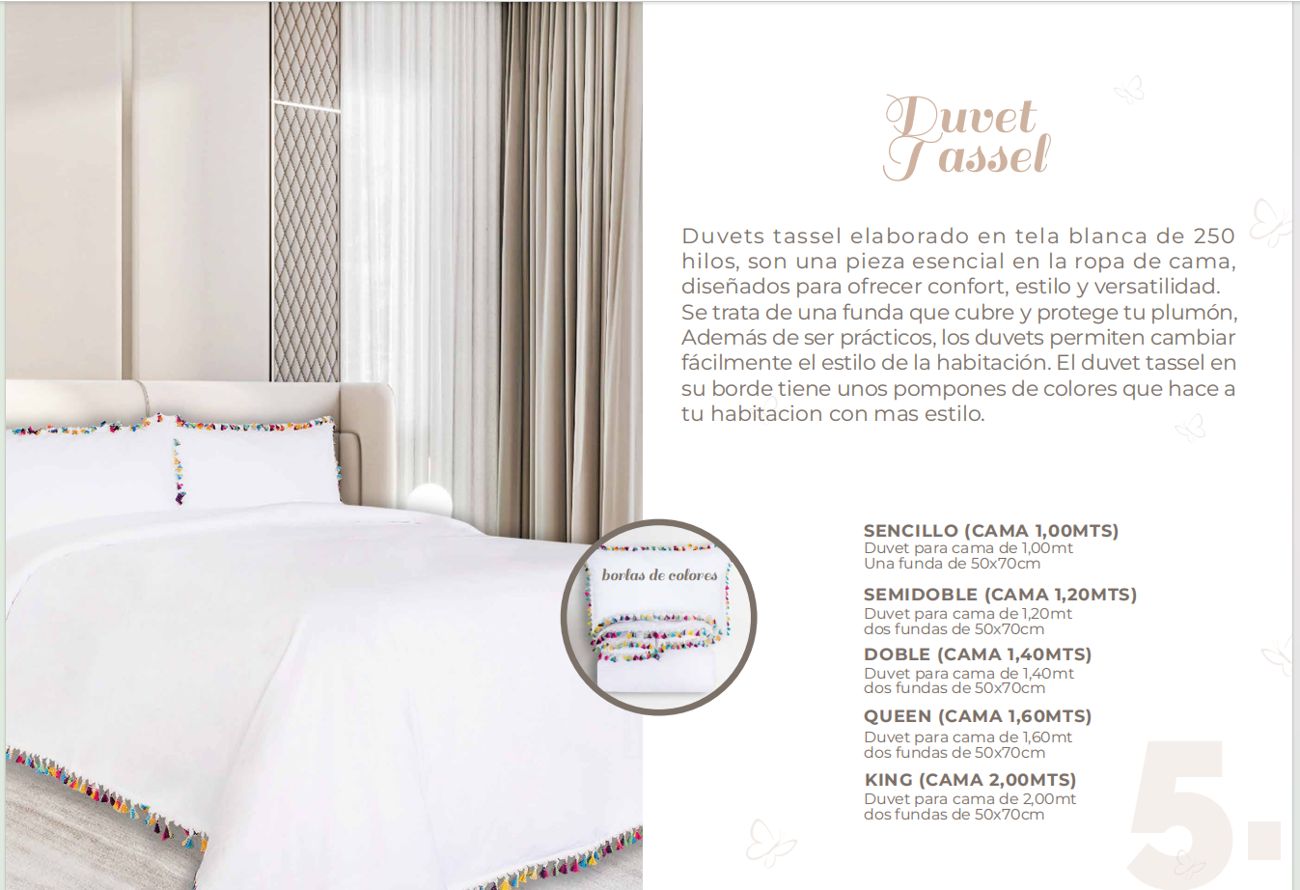 Duvet
Tassel
Duvets tassel elaborado en tela blanca de 250
hilos, son una pieza esencial en la ropa de cama,
diseñados para ofrecer confort, estilo y versatilidad.
Se trata de una funda que cubre y protege tu plumón,
Además de ser prácticos, los duvets permiten cambiar
fácilmente el estilo de la habitación. El duvet tassel en
su borde tiene unos pompones de colores que hace a
tu habitacion con mas estilo.
borlas de colores
SENCILLO (CAMA 1,00MTS)
Duvet para cama de 1,00mt
Una funda de 50x70cm
SEMIDOBLE (CAMA 1,20MTS)
Duvet para cama de 1,20mt
dos fundas de 50x70cm
DOBLE (CAMA 1,40MTS)
Duvet para cama de 1,40mt
dos fundas de 50x70cm
QUEEN (CAMA 1,60MTS)
Duvet para cama de 1,60mt
dos fundas de 50x70cm
KING (CAMA 2,00MTS)
Duvet para cama de 2,00mt
dos fundas de 50x70cm
5.